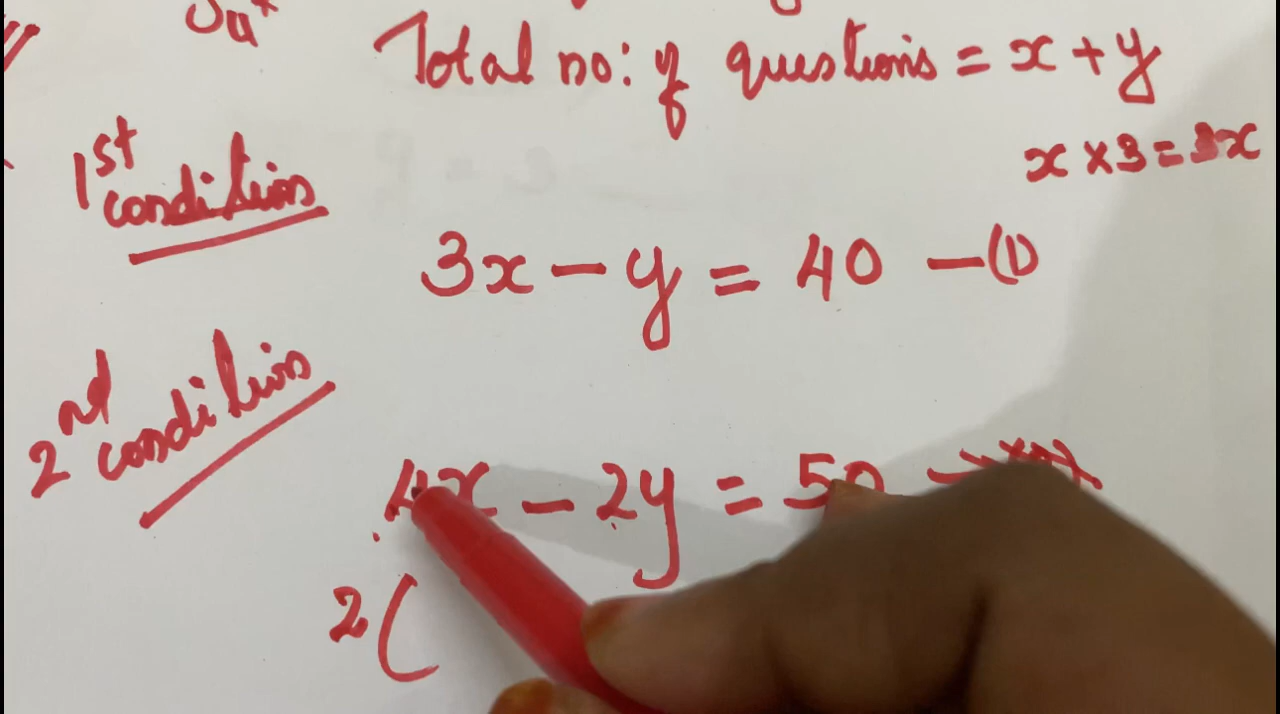 Total no: of questions = x + y
x × 3 = 3x
1st condition
3x - y = 40 - (1)
2nd condition
4x - 2y = 50
2 (